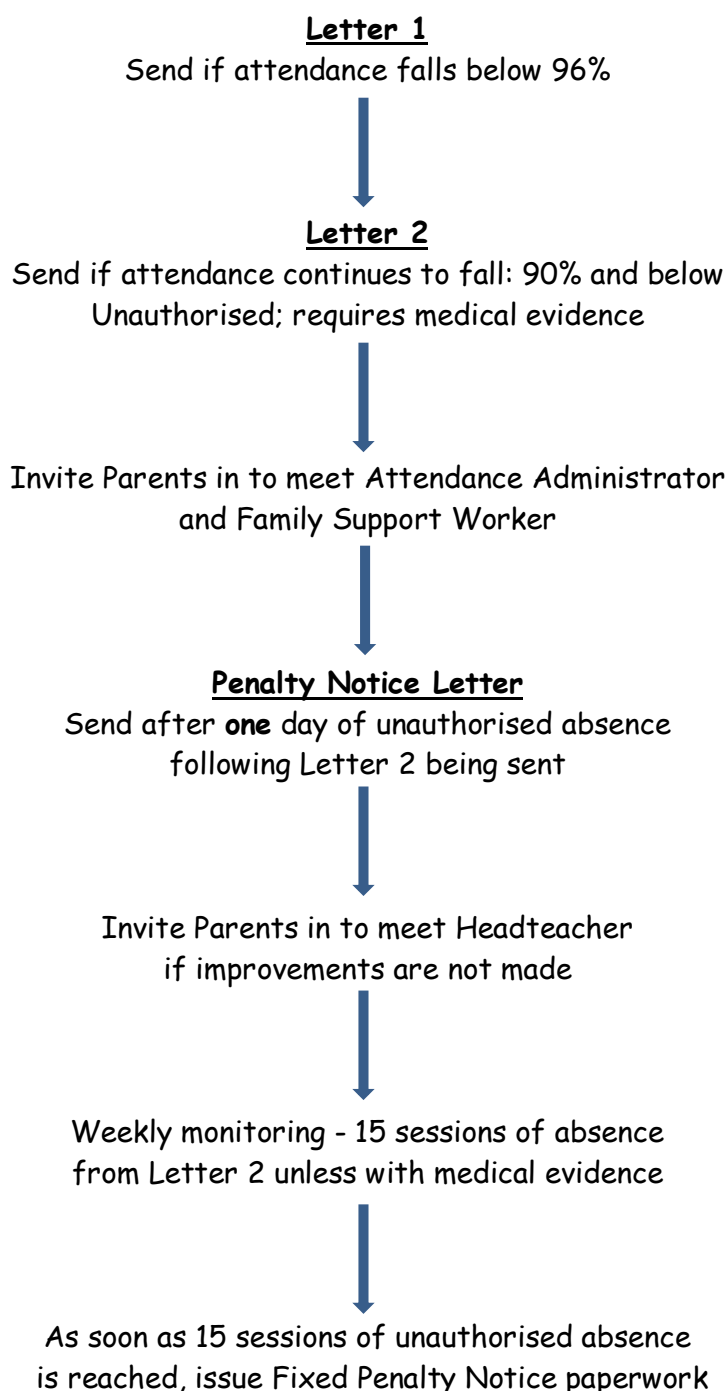 Letter 1
Send if attendance falls below 96%
Letter 2
Send if attendance continues to fall: 90% and below
Unauthorised; requires medical evidence
Invite Parents in to meet Attendance Administrator
and Family Support Worker
Penalty Notice Letter
Send after one day of unauthorised absence
following Letter 2 being sent
Invite Parents in to meet Headteacher
if improvements are not made
Weekly monitoring - 15 sessions of absence
from Letter 2 unless with medical evidence
As soon as 15 sessions of unauthorised absence
is reached, issue Fixed Penalty Notice paperwork